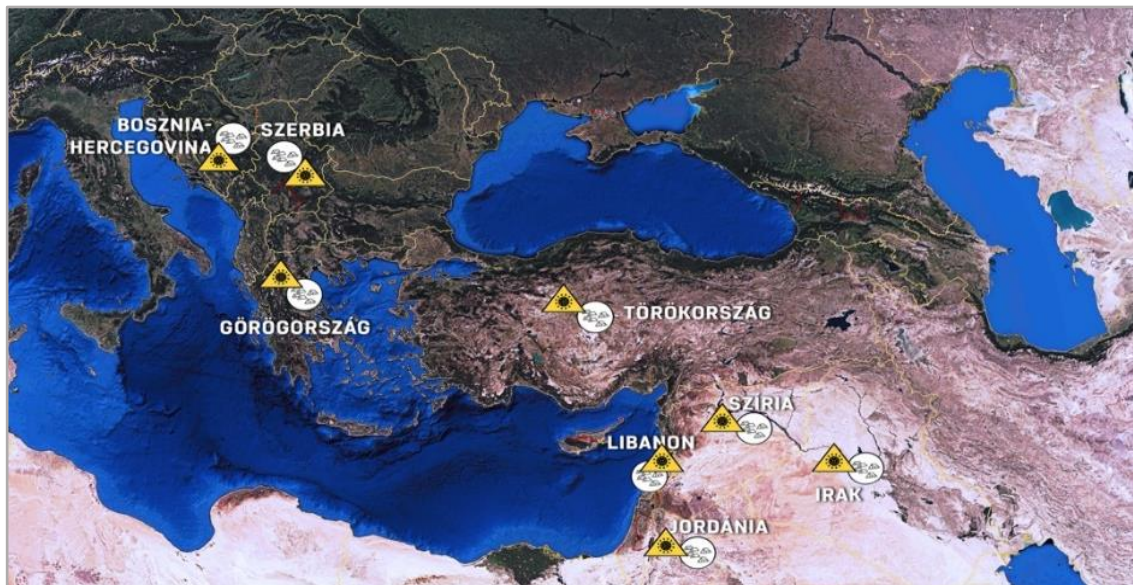 BOSZNIA-
HERCEGOVINA
SZERBIA
GÖRÖGORSZÁG
TÖRÖKORSZÁG
SZÍRIA
LIBANON
IRAK
JORDÁNIA